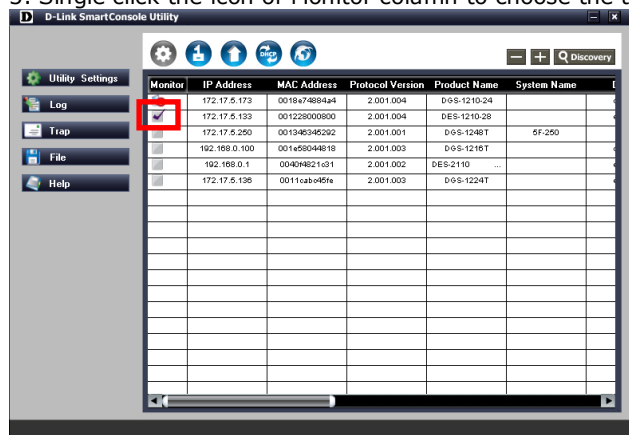 3. Single click the icon of Monitor column to choose the t
D D-Link SmartConsole Utility
DHCP
Discovery
Utility Settings
Log
Trap
File
Help
Monitor IP Address MAC Address Protocol Version Product Name System Name
172.17.5.173 0018e74884a4 2.001.004 DGS-1210-24
172.17.5.133 001228000800 2.001.004 DES-1210-28
172.17.5.250 001346345292 2.001.001 DGS-1248T 5F-250
192.168.0.100 001e58044818 2.001.003 DGS-1216T
192.168.0.1 0040f4821c31 2.001.002 DES-2110 ...
172.17.5.136 0011cabc45fe 2.001.003 DGS-1224T